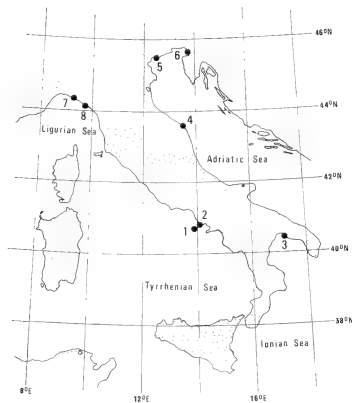 46°N
5
6
7
8
44°N
Ligurian Sea
4
Adriatic Sea
42°N
2
1
3
40°N
Tyrrhenian Sea
38°N
Ionian Sea
8°E
12°E
16°E